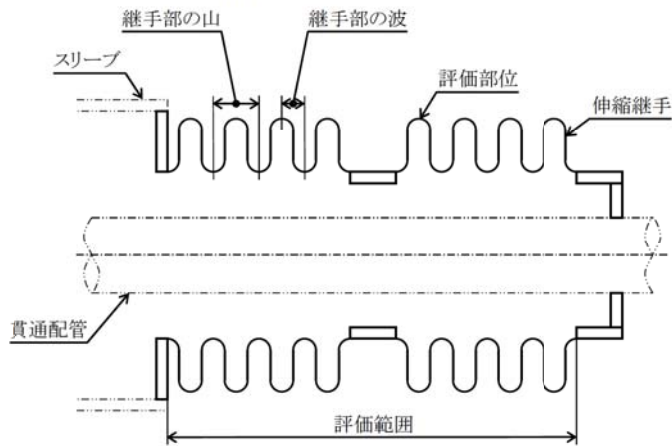 継手部の山
継手部の波
スリーブ
評価部位
伸縮継手
貫通配管
評価範囲